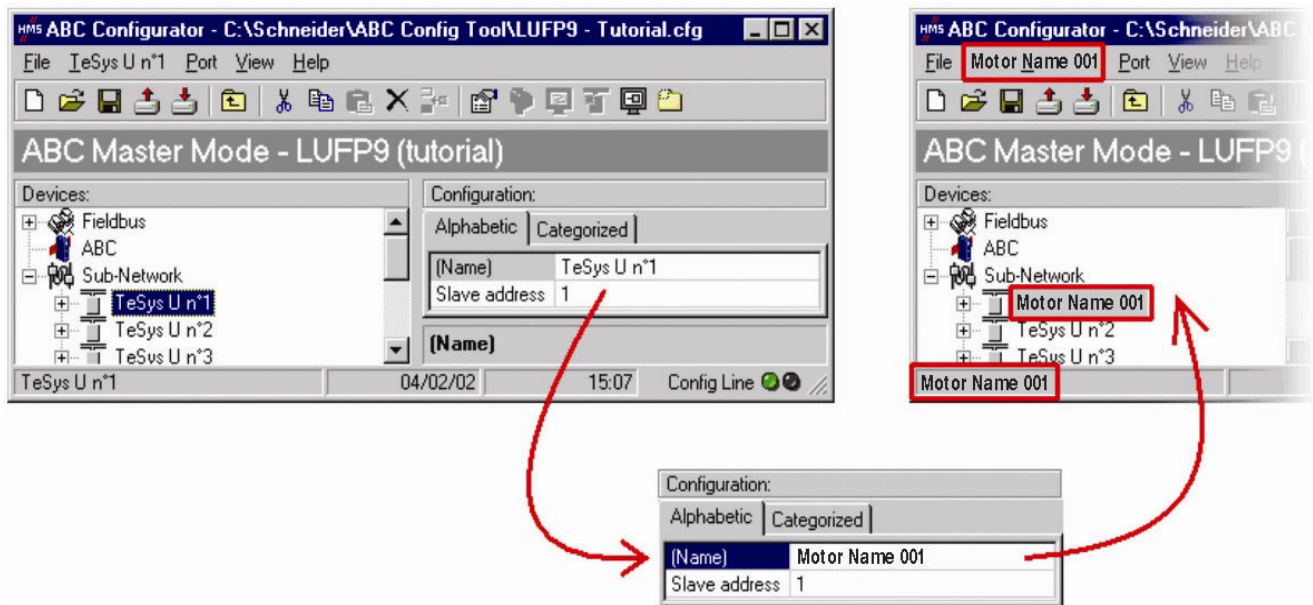 HMS ABC Configurator - C:\Schneider\ABC Config Tool\LUFP9 - Tutorial.cfg
File TeSys U n°1 Port View Help
ABC Master Mode - LUFP9 (tutorial)
Devices:
Fieldbus
ABC
Sub-Network
TeSys U n°1
TeSys U n°2
TeSys U n°3
Configuration:
Alphabetic Categorized
(Name) TeSys U n°1
Slave address 1
(Name)
TeSys U n°1 04/02/02 15:07 Config Line
HMS ABC Configurator - C:\Schneider\ABC
File Motor Name 001 Port View Help
ABC Master Mode - LUFP9
Devices:
Fieldbus
ABC
Sub-Network
Motor Name 001
TeSys U n°2
TeSys U n°3
Motor Name 001
Configuration:
Alphabetic Categorized
(Name) Motor Name 001
Slave address 1